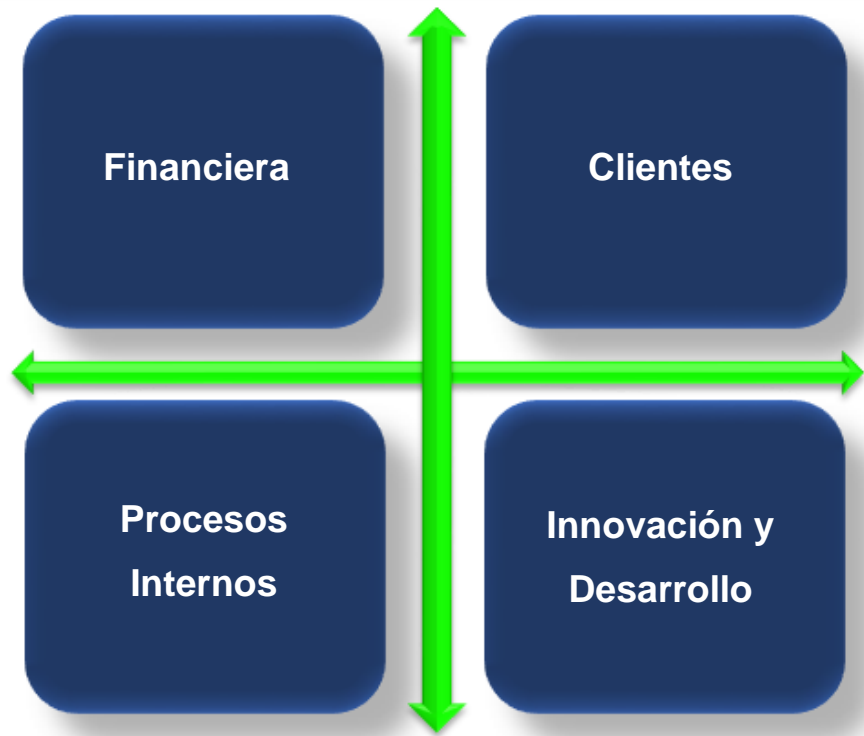 Financiera
Clientes
Procesos
Internos
Innovación y
Desarrollo